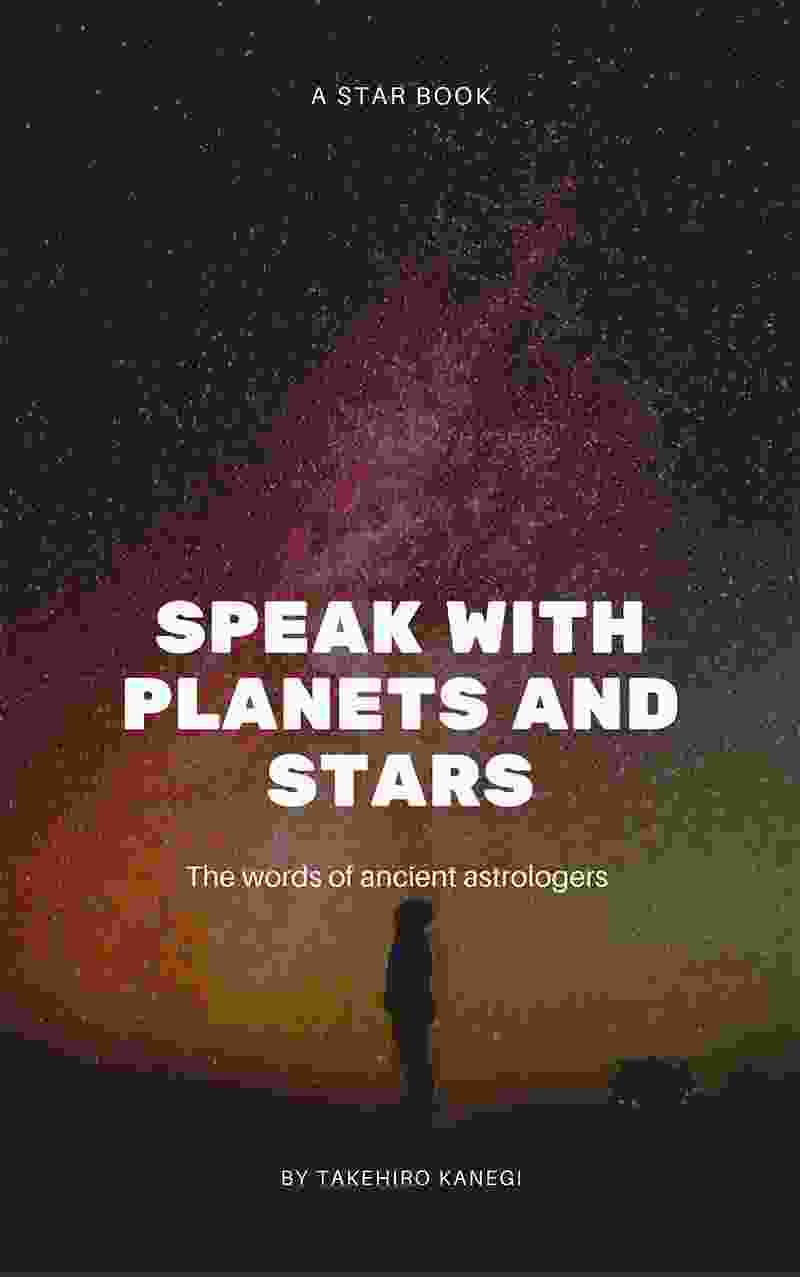 A STAR BOOK
SPEAK WITH
PLANETS AND
STARS
The words of ancient astrologers
BY TAKEHIRO KANEGI